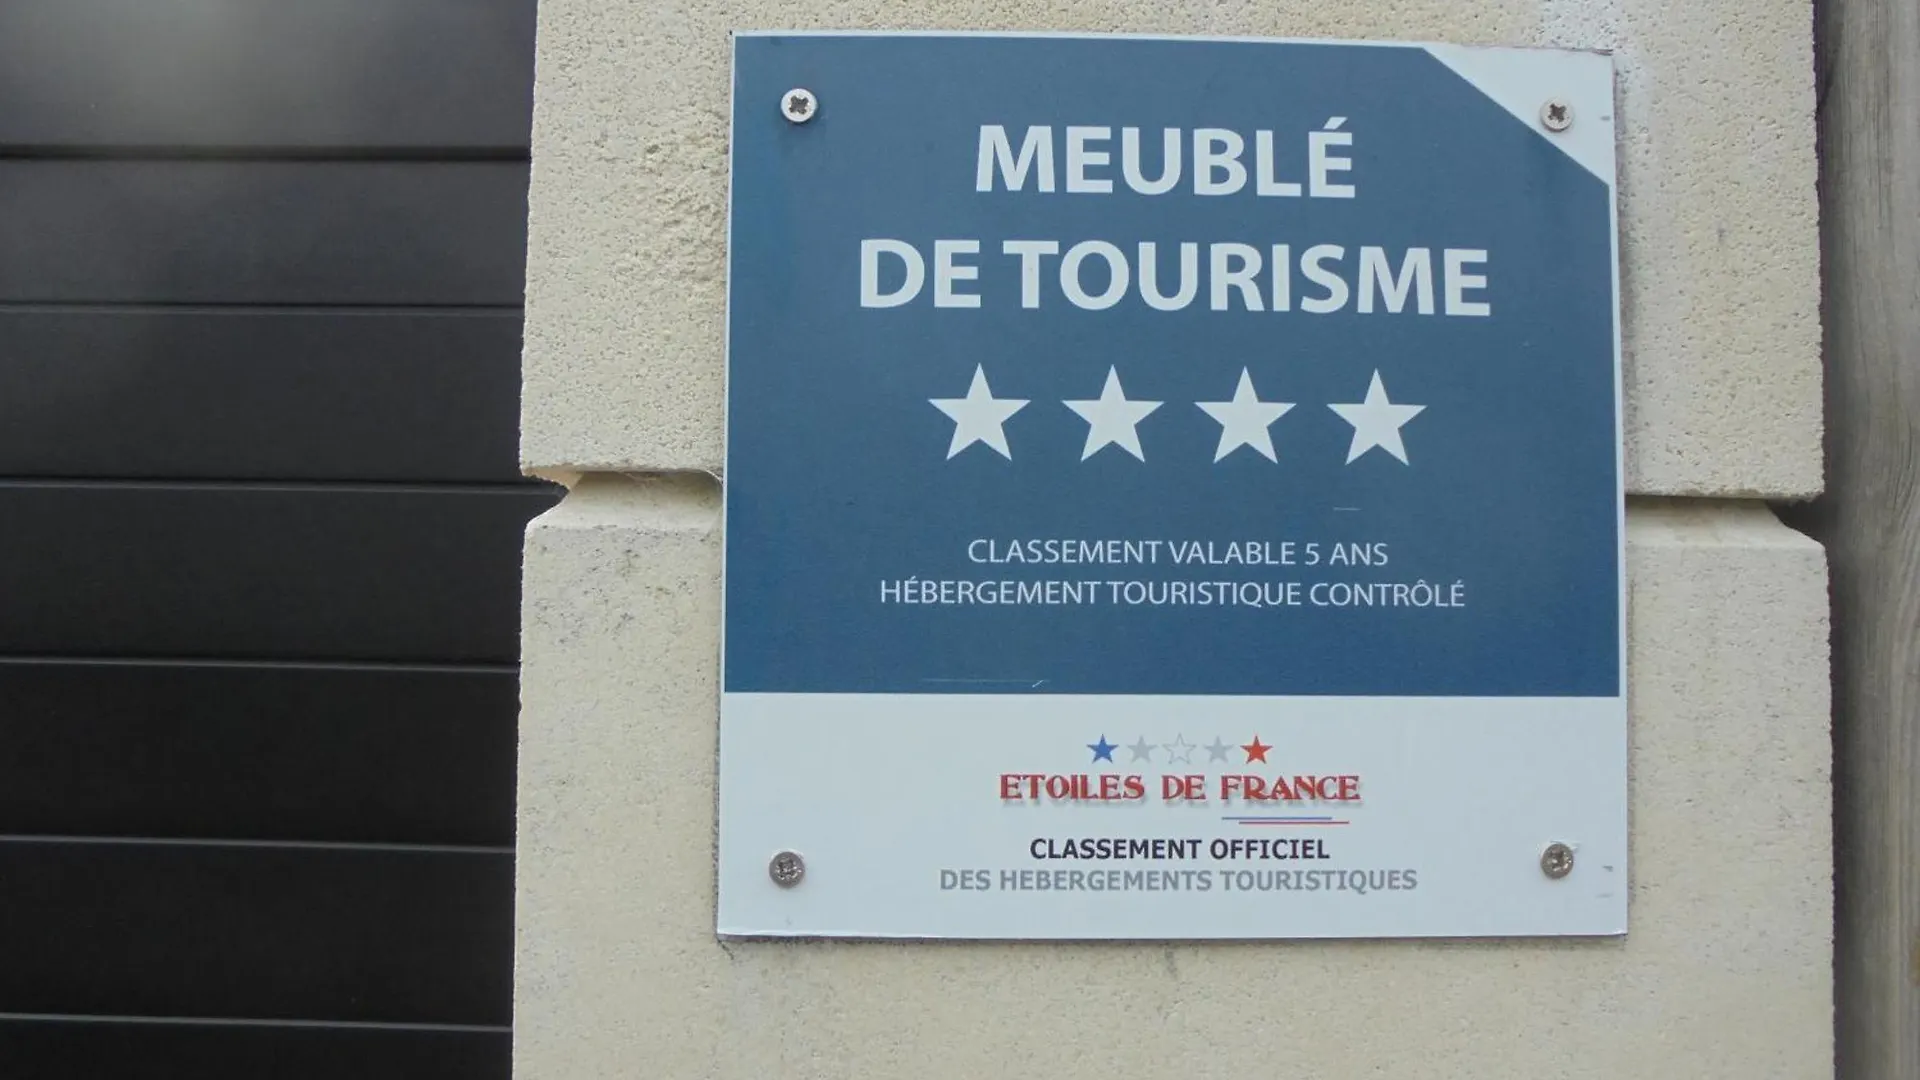 MEUBLÉ
DE TOURISME
CLASSEMENT VALABLE 5 ANS
HÉBERGEMENT TOURISTIQUE CONTRÔLÉ
ETOILES DE FRANCE
CLASSEMENT OFFICIEL
DES HEBERGEMENTS TOURISTIQUES